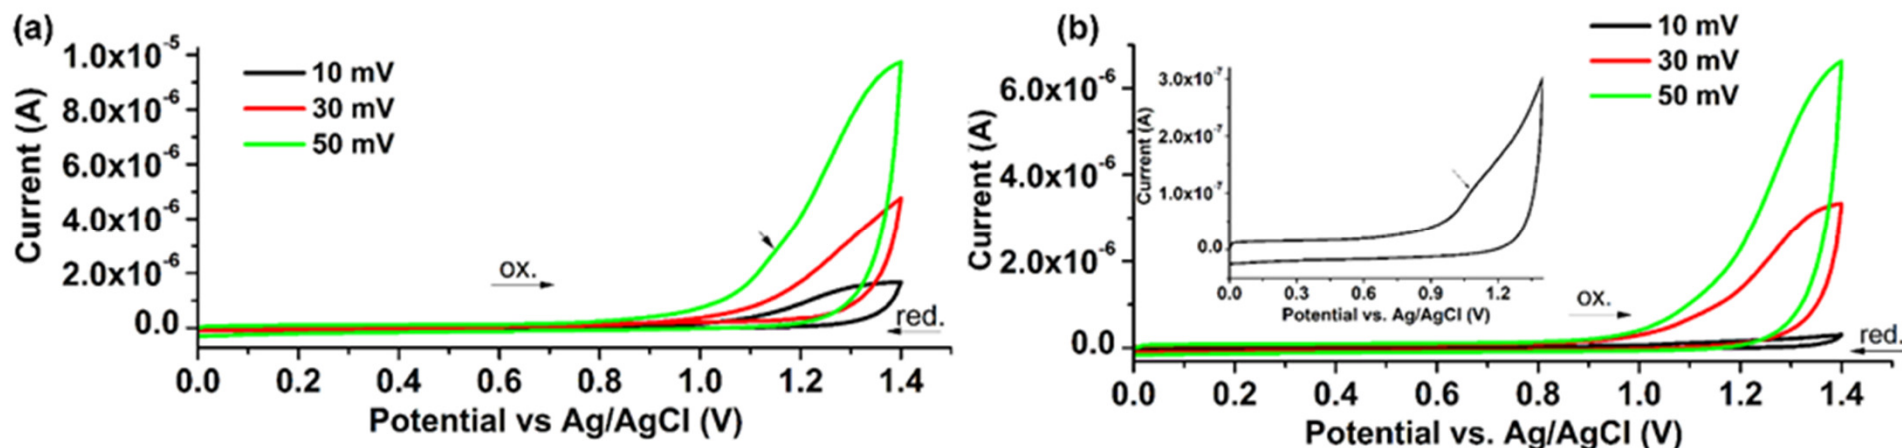 (a)
1.0x10⁻⁵
8.0x10⁻⁶
6.0x10⁻⁶
4.0x10⁻⁶
2.0x10⁻⁶
0.0
Current (A)
10 mV
30 mV
50 mV
ox.
red.
0.0 0.2 0.4 0.6 0.8 1.0 1.2 1.4
Potential vs Ag/AgCl (V)
(b)
10 mV
30 mV
50 mV
6.0x10⁻⁶
4.0x10⁻⁶
2.0x10⁻⁶
0.0
Current (A)
3.0x10⁻⁷
2.0x10⁻⁷
1.0x10⁻⁷
0.0
Current (A)
0.0 0.3 0.6 0.9 1.2
Potential vs. Ag/AgCl (V)
ox.
red.
0.0 0.2 0.4 0.6 0.8 1.0 1.2 1.4
Potential vs. Ag/AgCl (V)